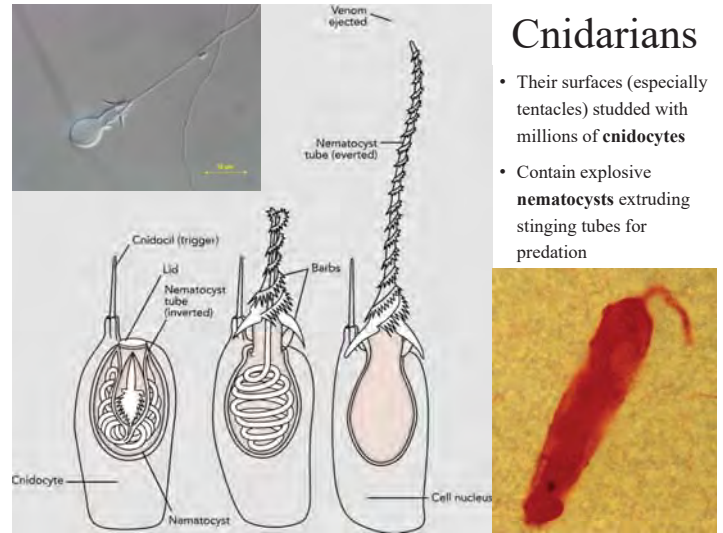 Cnidarians
• Their surfaces (especially
tentacles) studded with
millions of cnidocytes
• Contain explosive
nematocysts extruding
stinging tubes for
predation
Venom
ejected
Nematocyst
tube (everted)
Cnidocil (trigger)
Lid
Nematocyst
tube
(inverted)
Barbs
Cnidocyte
Nematocyst
Cell nucleus